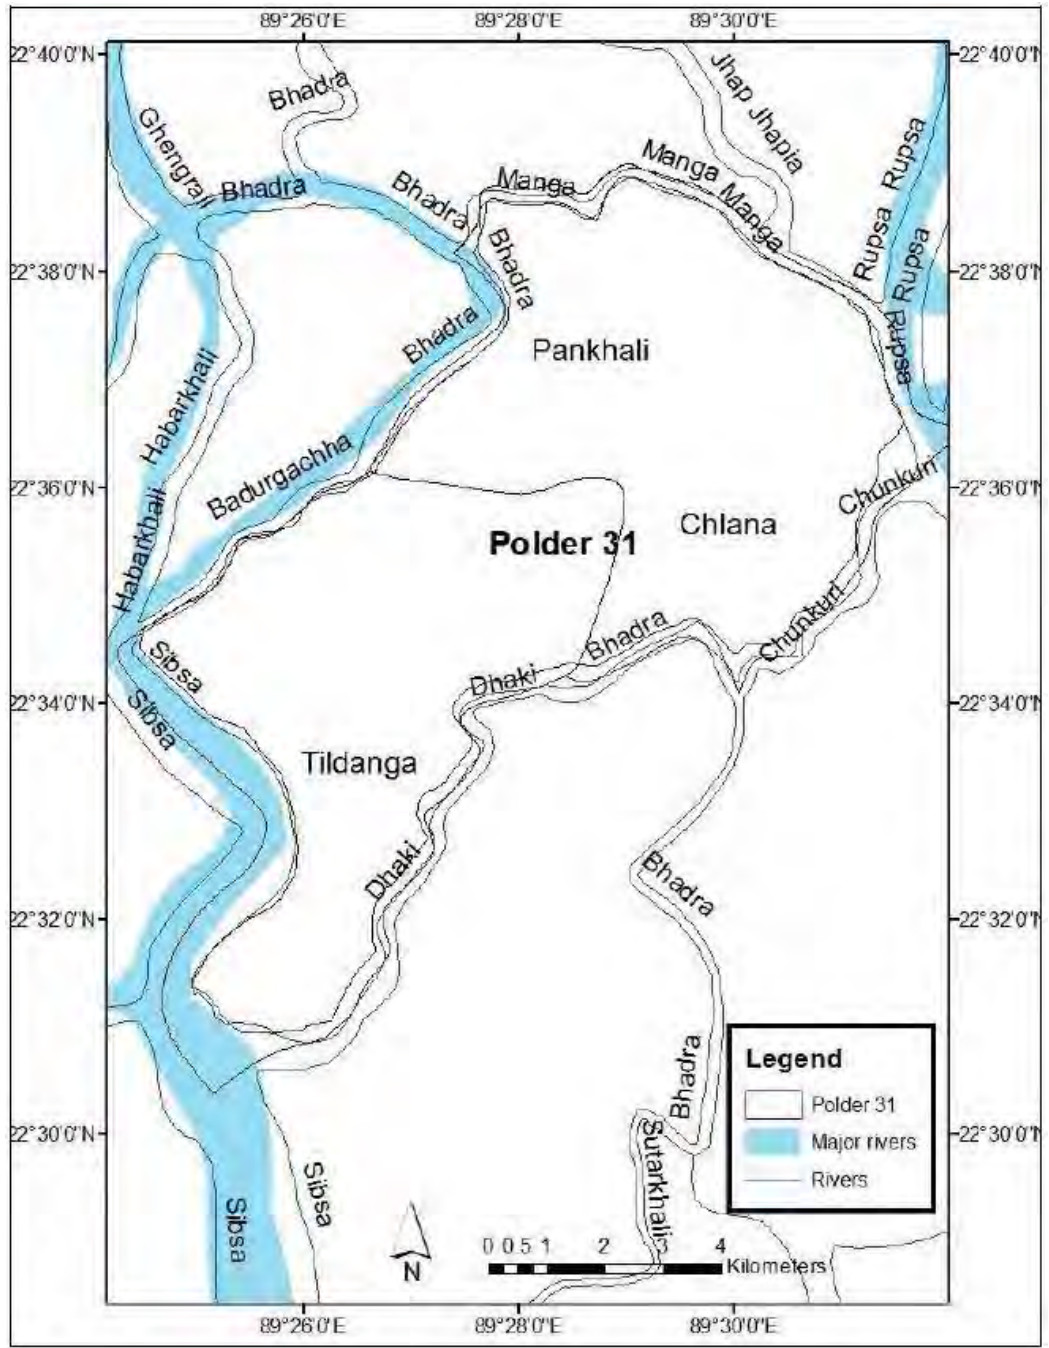 89°26'0"E 89°28'0"E 89°30'0"E
22°40'0"N 22°40'0"N
Bhadra
Jhap Jhapia
Ghengrail
Rupsa
Manga
Bhadra
Bhadra
Manga
Manga
Rupsa
Rupsa
22°38'0"N 22°38'0"N
Bhadra
Bhadra
Pankhali
Rupsa
Habarkhali
Badurgachha
Chunkuri
22°36'0"N 22°36'0"N
Chlana
Polder 31
Habarkhali
Chunkuri
Bhadra
Sibsa
Dhaki
Sibsa
22°34'0"N 22°34'0"N
Tildanga
Dhaki
Bhadra
22°32'0"N 22°32'0"N
Bhadra
Legend
Polder 31
Major rivers
Rivers
22°30'0"N 22°30'0"N
Sutarkhali
Sibsa
Sibsa
N
0 0.5 1 2 3 4
Kilometers
89°26'0"E 89°28'0"E 89°30'0"E